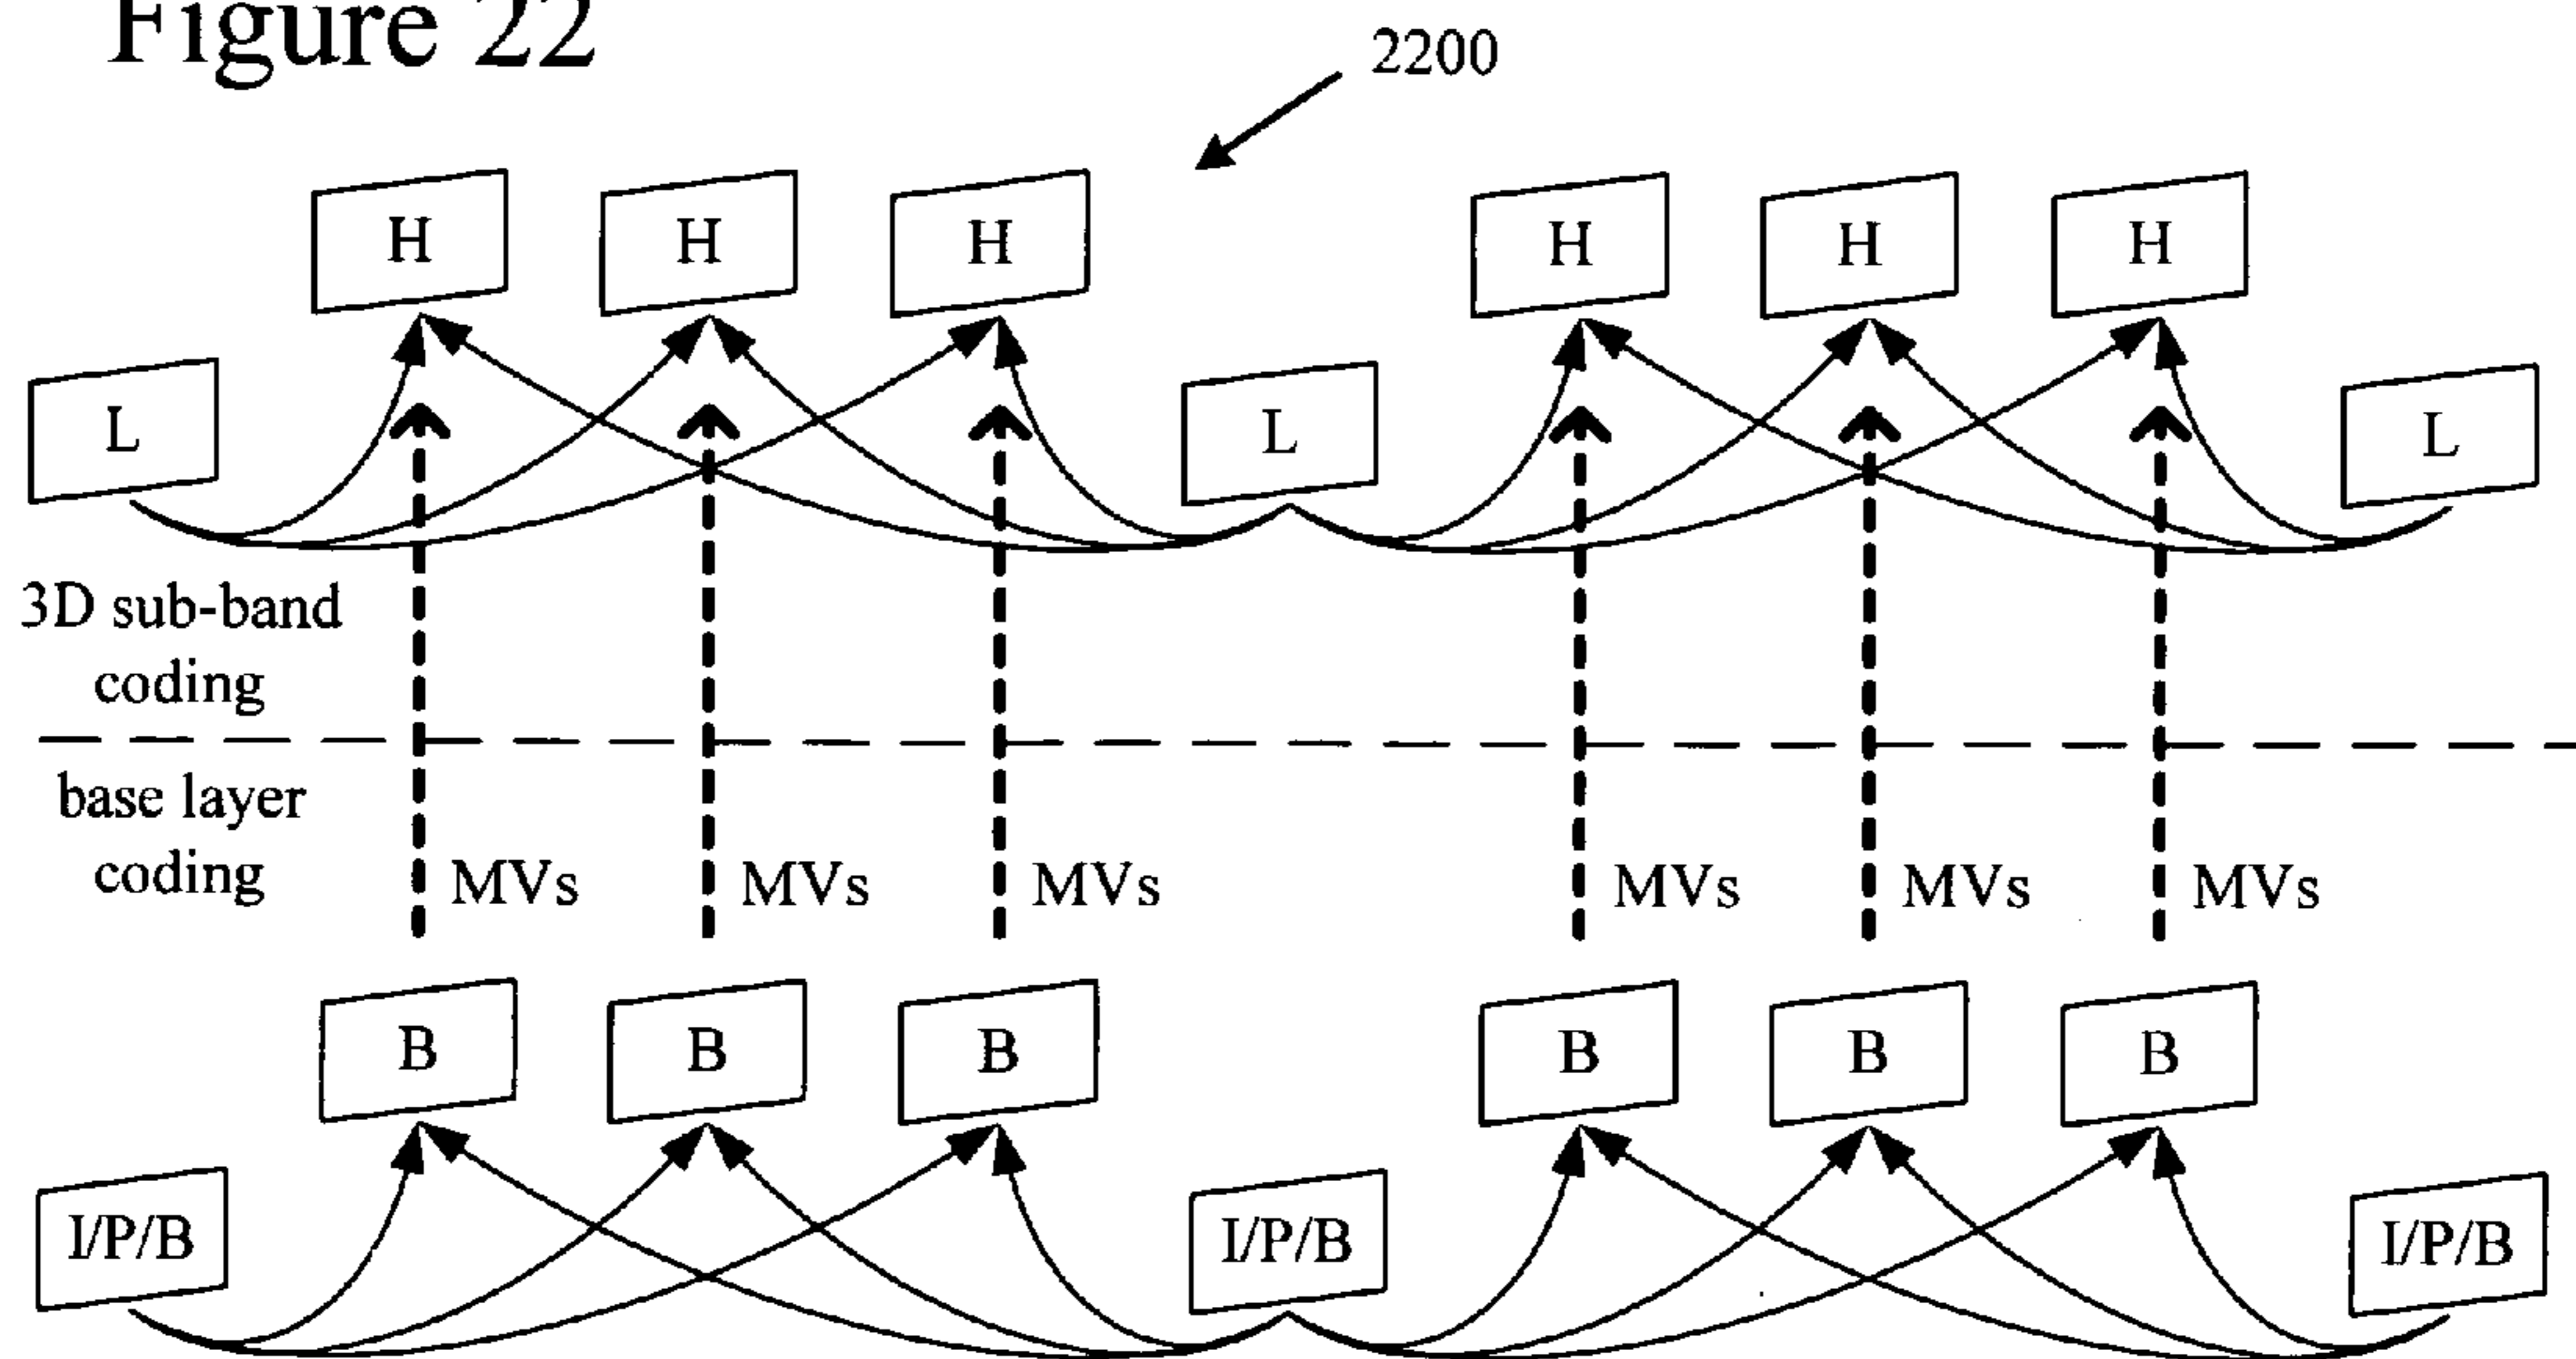 Figure 22
2200
H H H H H H
L L L
3D sub-band
coding
base layer
coding
MVs MVs MVs MVs MVs MVs
B B B B B B
I/P/B I/P/B I/P/B